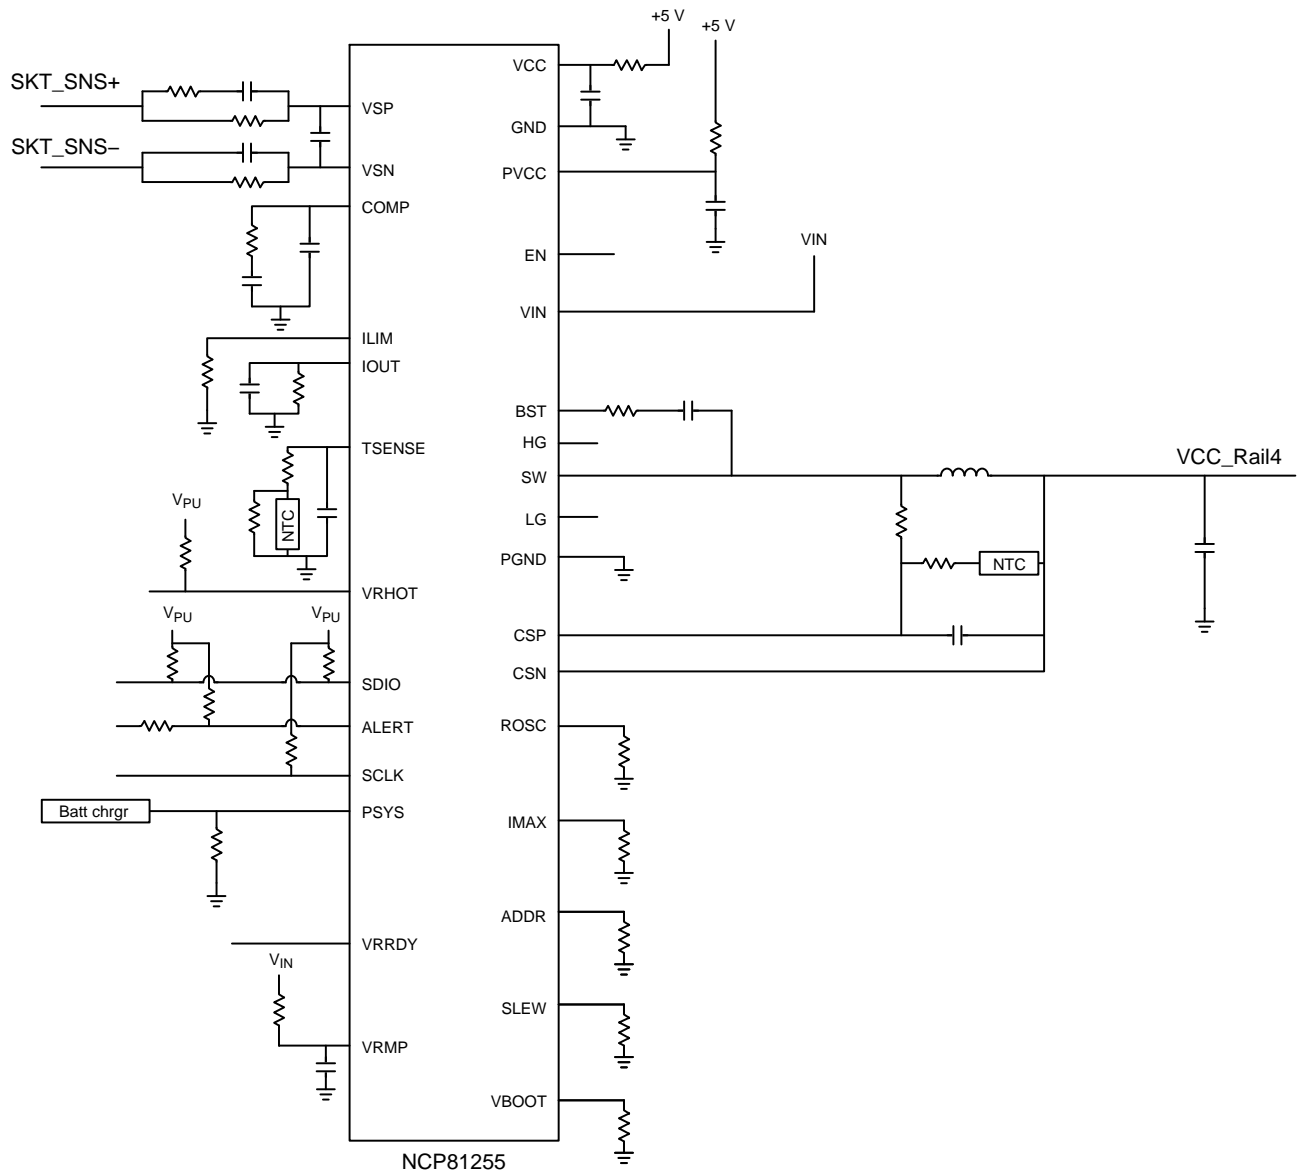 +5 V
+5 V
SKT_SNS+
SKT_SNS–
VSP
VSN
COMP
ILIM
IOUT
TSENSE
NTC
VPU
VRHOT
VPU
VPU
SDIO
ALERT
SCLK
Batt chrgr
PSYS
VRRDY
VIN
VRMP
VCC
GND
PVCC
EN
VIN
VIN
BST
HG
SW
LG
PGND
CSP
CSN
VCC_Rail4
NTC
ROSC
IMAX
ADDR
SLEW
VBOOT
NCP81255